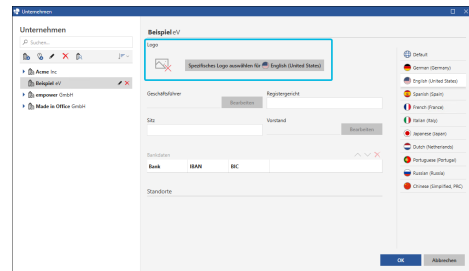 Unternehmen
Unternehmen
Suchen...
Acme Inc
Beispiel eV
empower GmbH
Made in Office GmbH
Beispiel eV
Logo
Spezifisches Logo auswählen für English (United States)
Geschäftsführer
Registergericht
Bearbeiten
Sitz
Vorstand
Bearbeiten
Bankdaten
Bank IBAN BIC
Standorte
Default
German (Germany)
English (United States)
Spanish (Spain)
French (France)
Italian (Italy)
Japanese (Japan)
Dutch (Netherlands)
Portuguese (Portugal)
Russian (Russia)
Chinese (Simplified, PRC)
OK Abbrechen